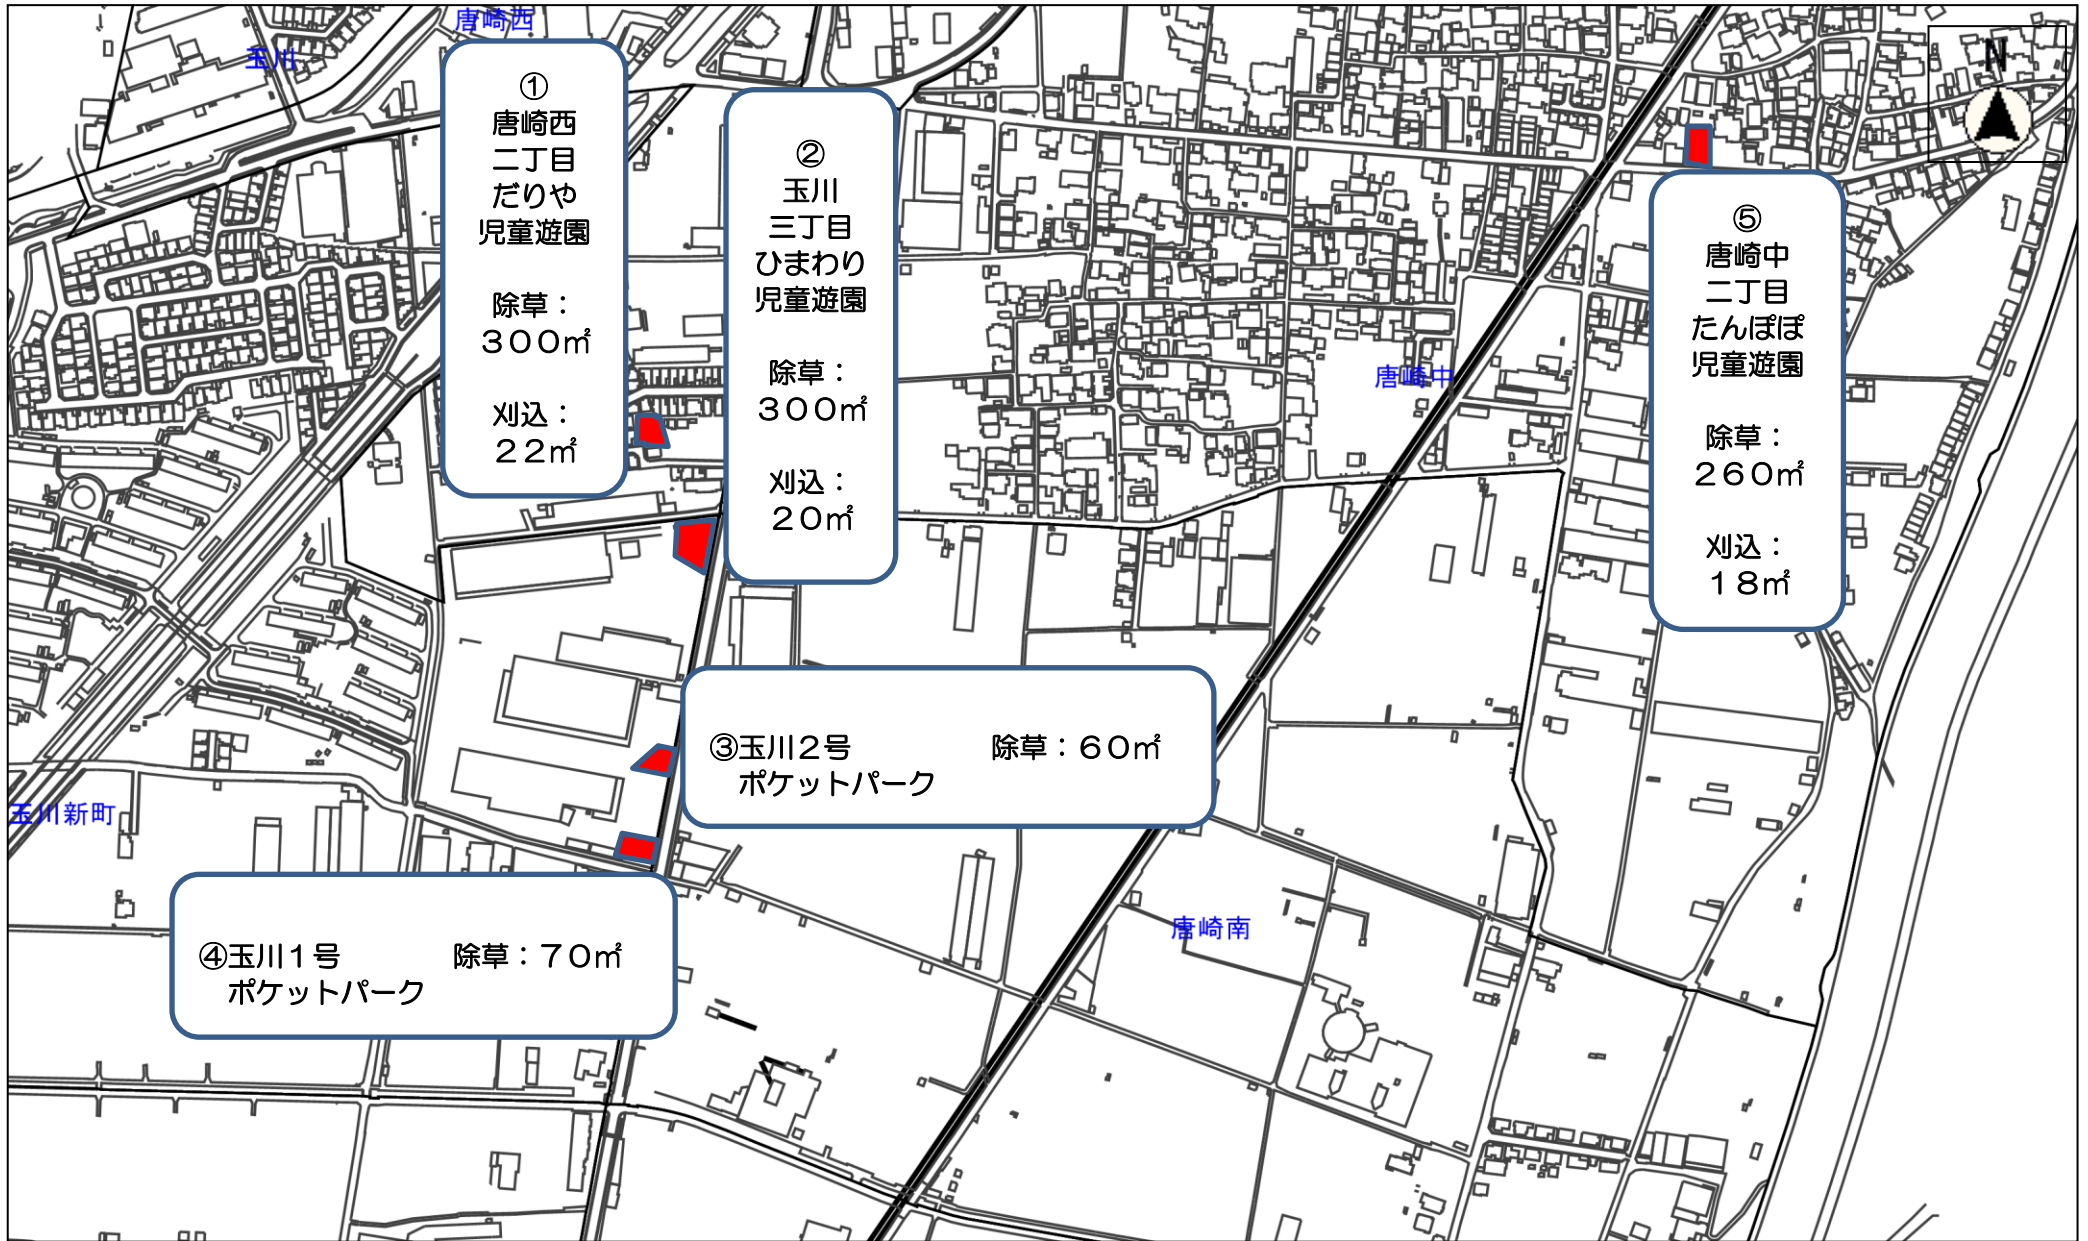 唐崎西
玉川
N
①
唐崎西
二丁目
だりや
児童遊園
除草：
３００㎡
刈込：
２２㎡
②
玉川
三丁目
ひまわり
児童遊園
除草：
３００㎡
刈込：
２０㎡
⑤
唐崎中
二丁目
たんぽぽ
児童遊園
除草：
２６０㎡
刈込：
１８㎡
唐崎中
③玉川２号 除草：６０㎡
ポケットパーク
玉川新町
唐崎南
④玉川１号 除草：７０㎡
ポケットパーク